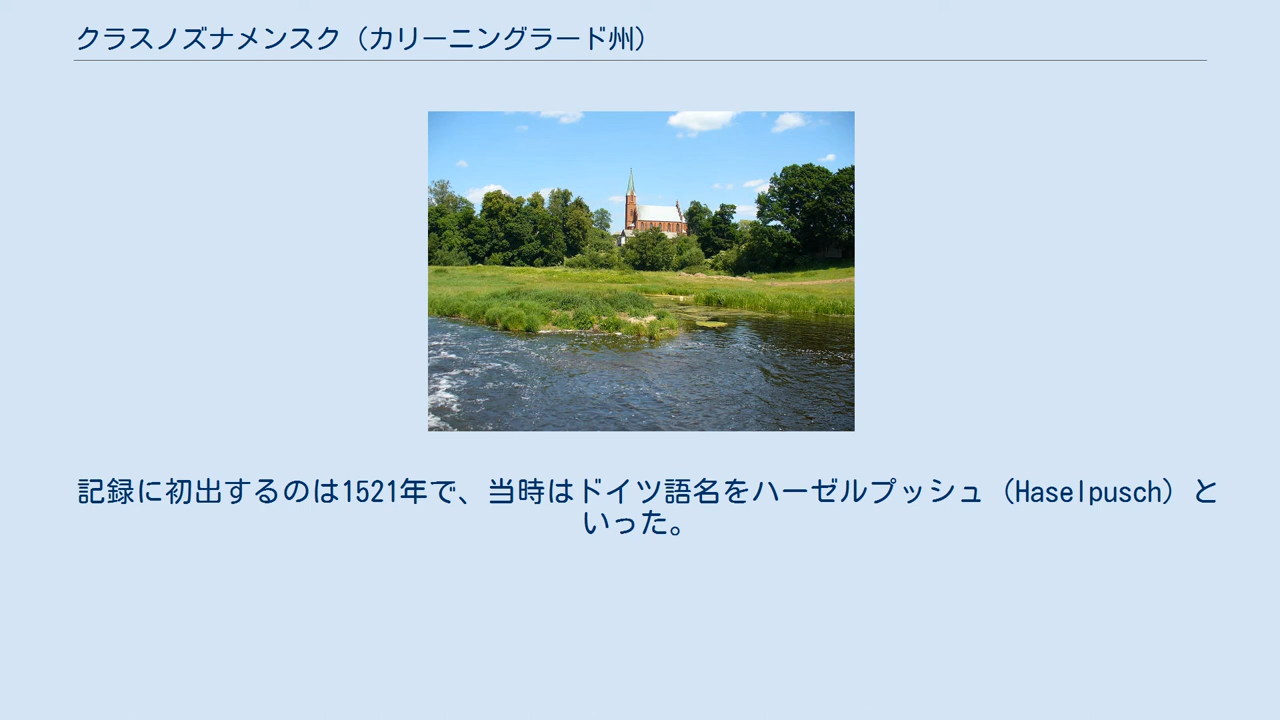 クラスノズナメンスク（カリーニングラード州）
記録に初出するのは1521年で、当時はドイツ語名をハーゼルプッシュ（Haselpusch）と
いった。